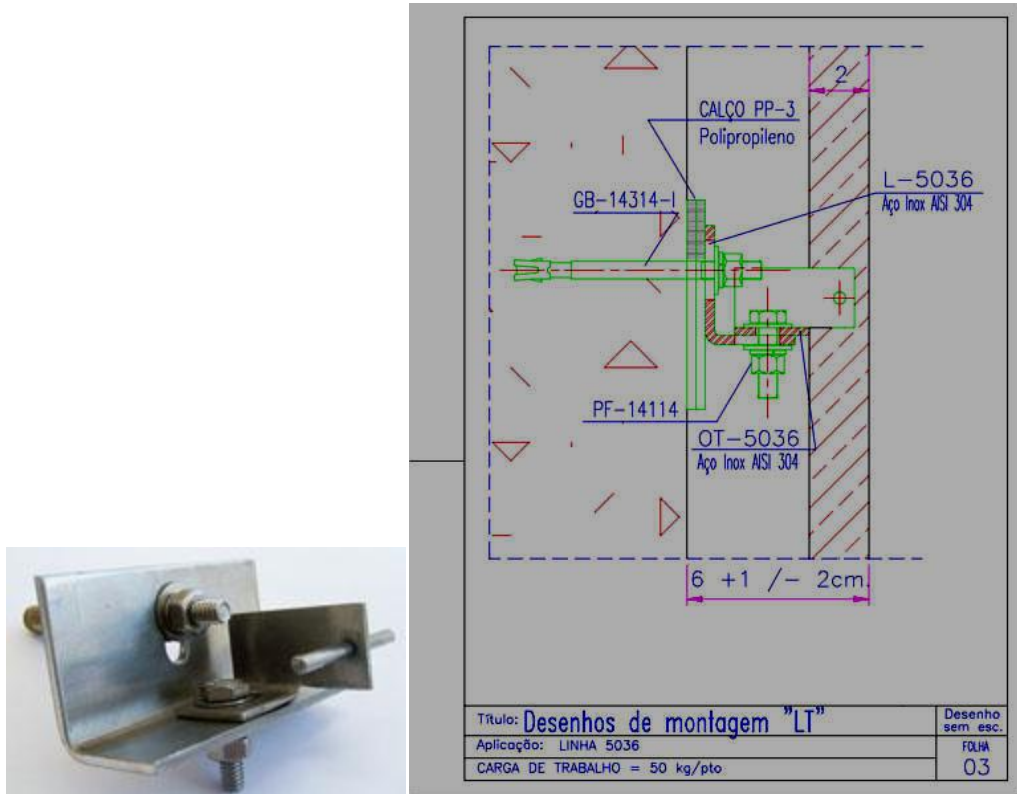 2
CALÇO PP-3
Polipropileno
L-5036
Aço Inox AISI 304
GB-14314-I
PF-14114
OT-5036
Aço Inox AISI 304
6 +1 /- 2cm.
Título: Desenhos de montagem "LT"
Desenho
sem esc.
Aplicação: LINHA 5036
CARGA DE TRABALHO = 50 kg/pto
FOLHA
03